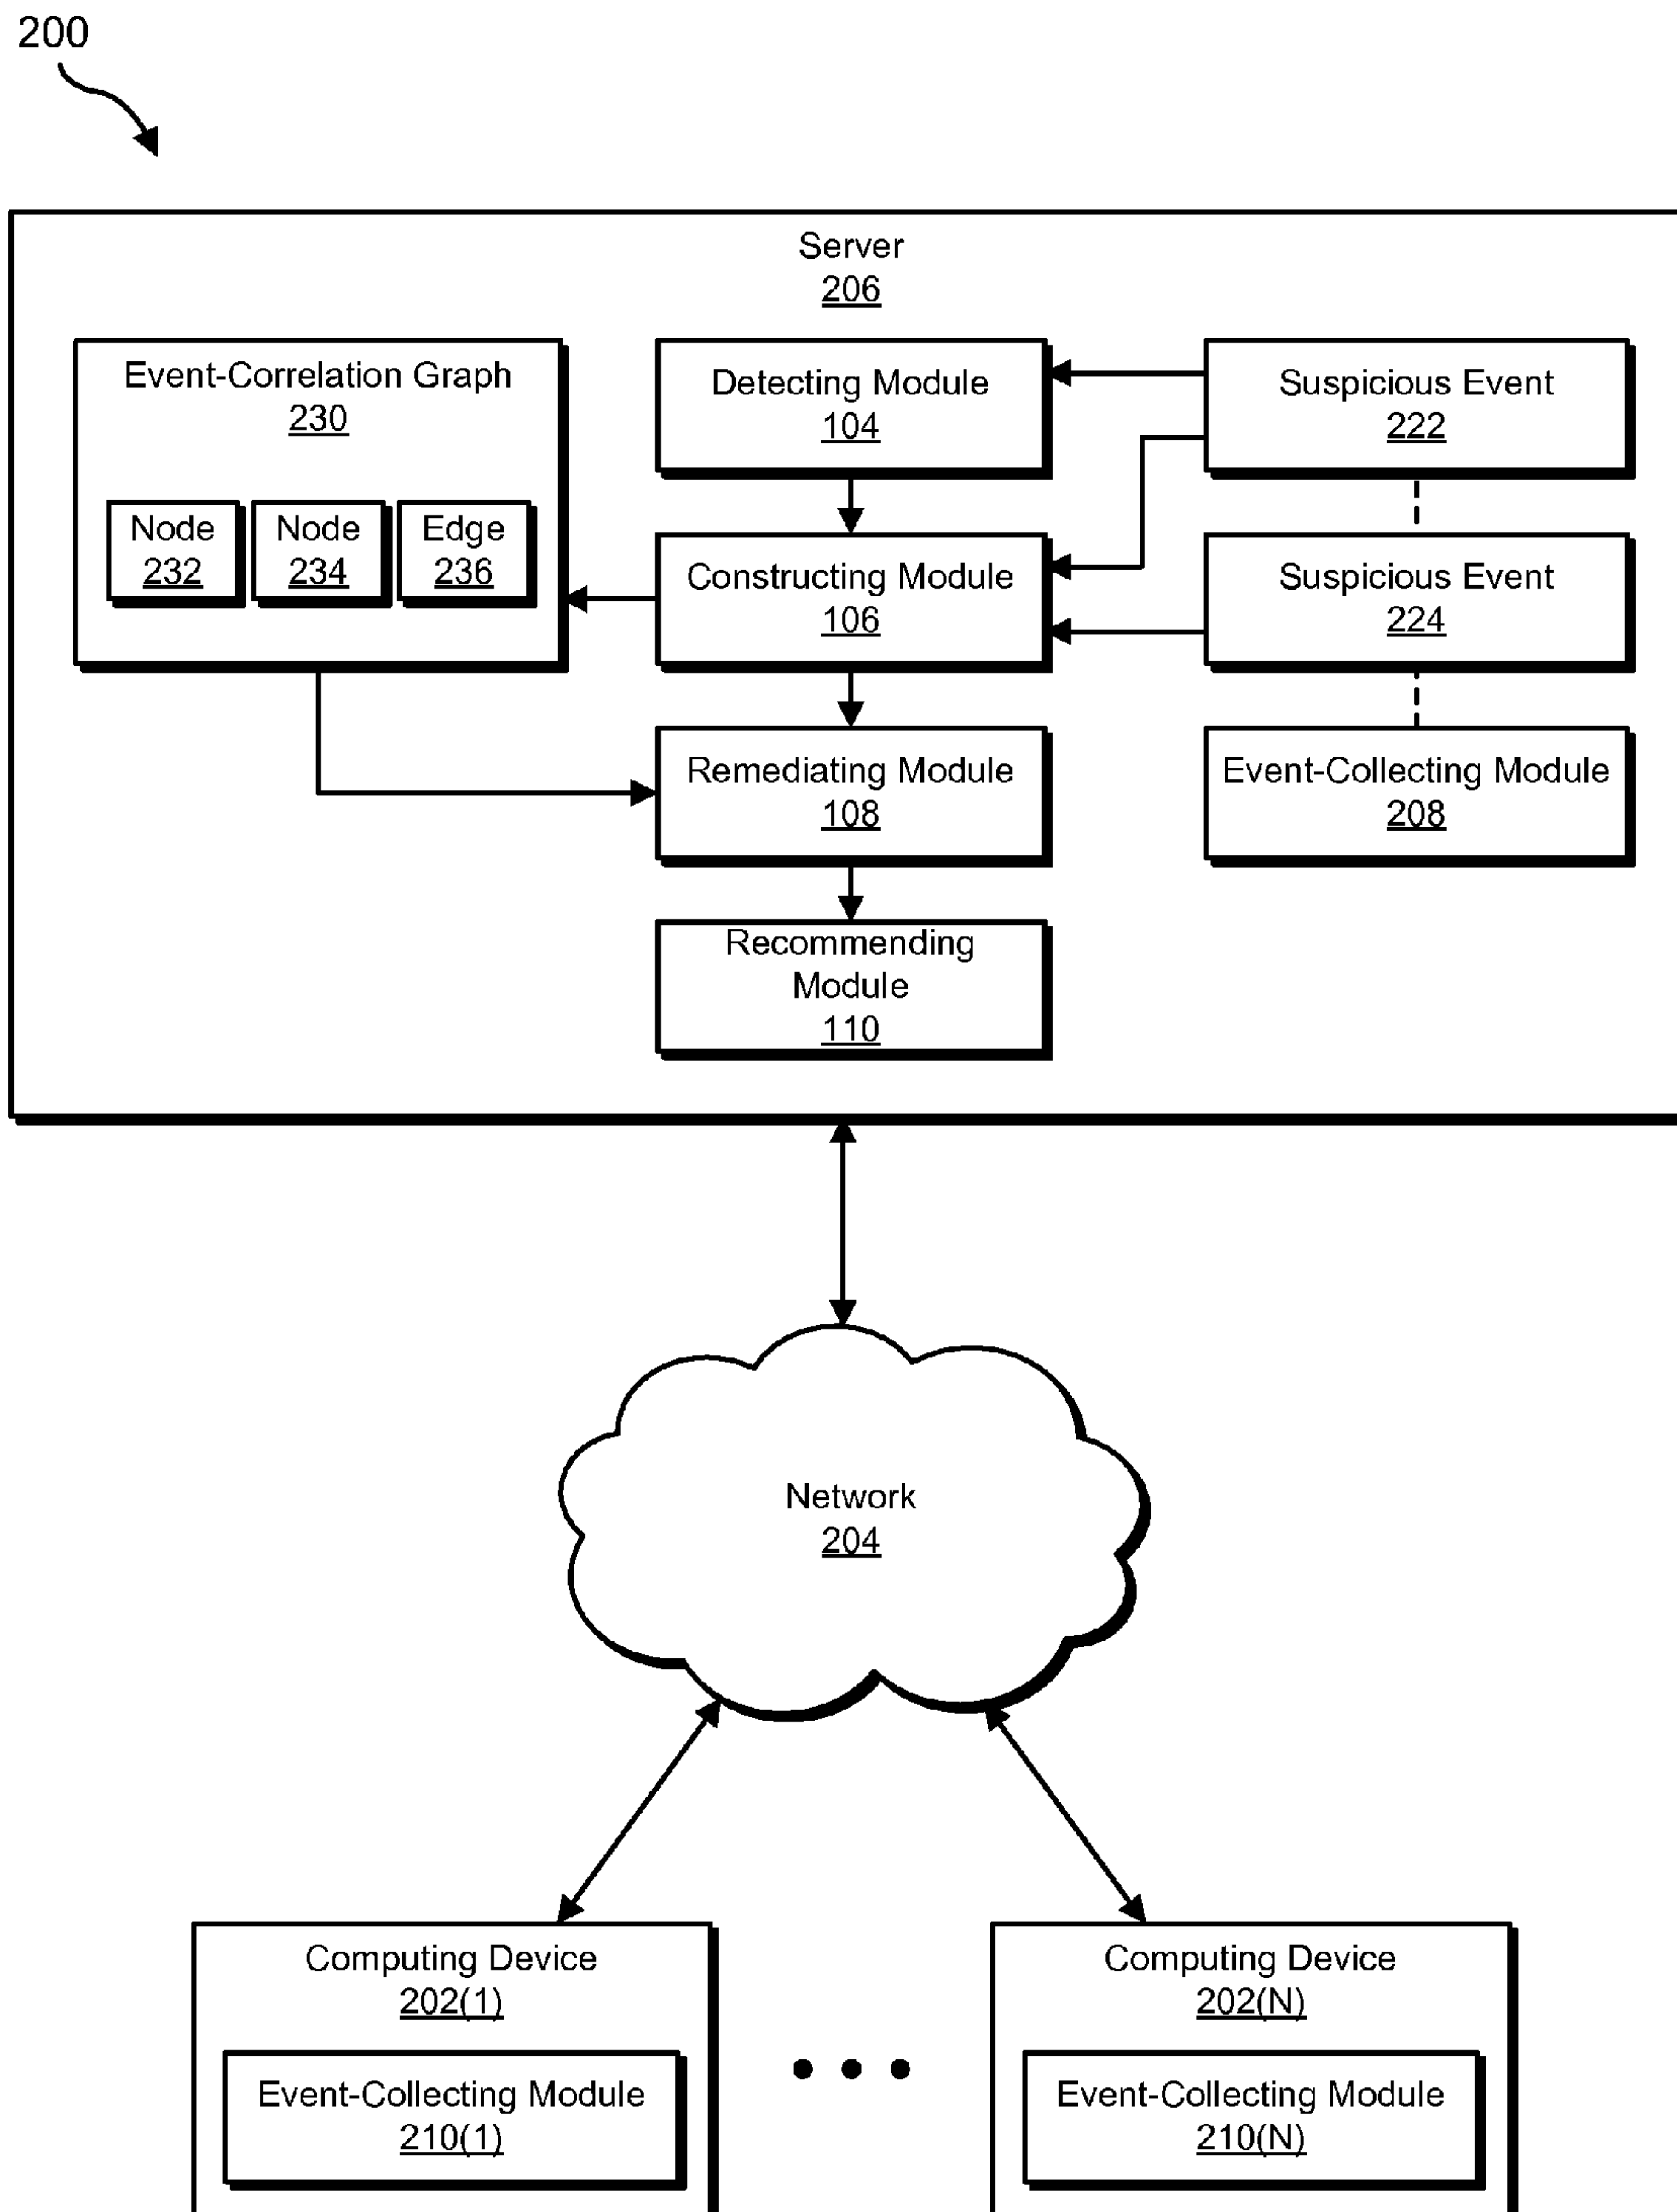 200
Server
206
Event-Correlation Graph
230
Node
232
Node
234
Edge
236
Detecting Module
104
Constructing Module
106
Remediating Module
108
Recommending
Module
110
Suspicious Event
222
Suspicious Event
224
Event-Collecting Module
208
Network
204
Computing Device
202(1)
Event-Collecting Module
210(1)
Computing Device
202(N)
Event-Collecting Module
210(N)